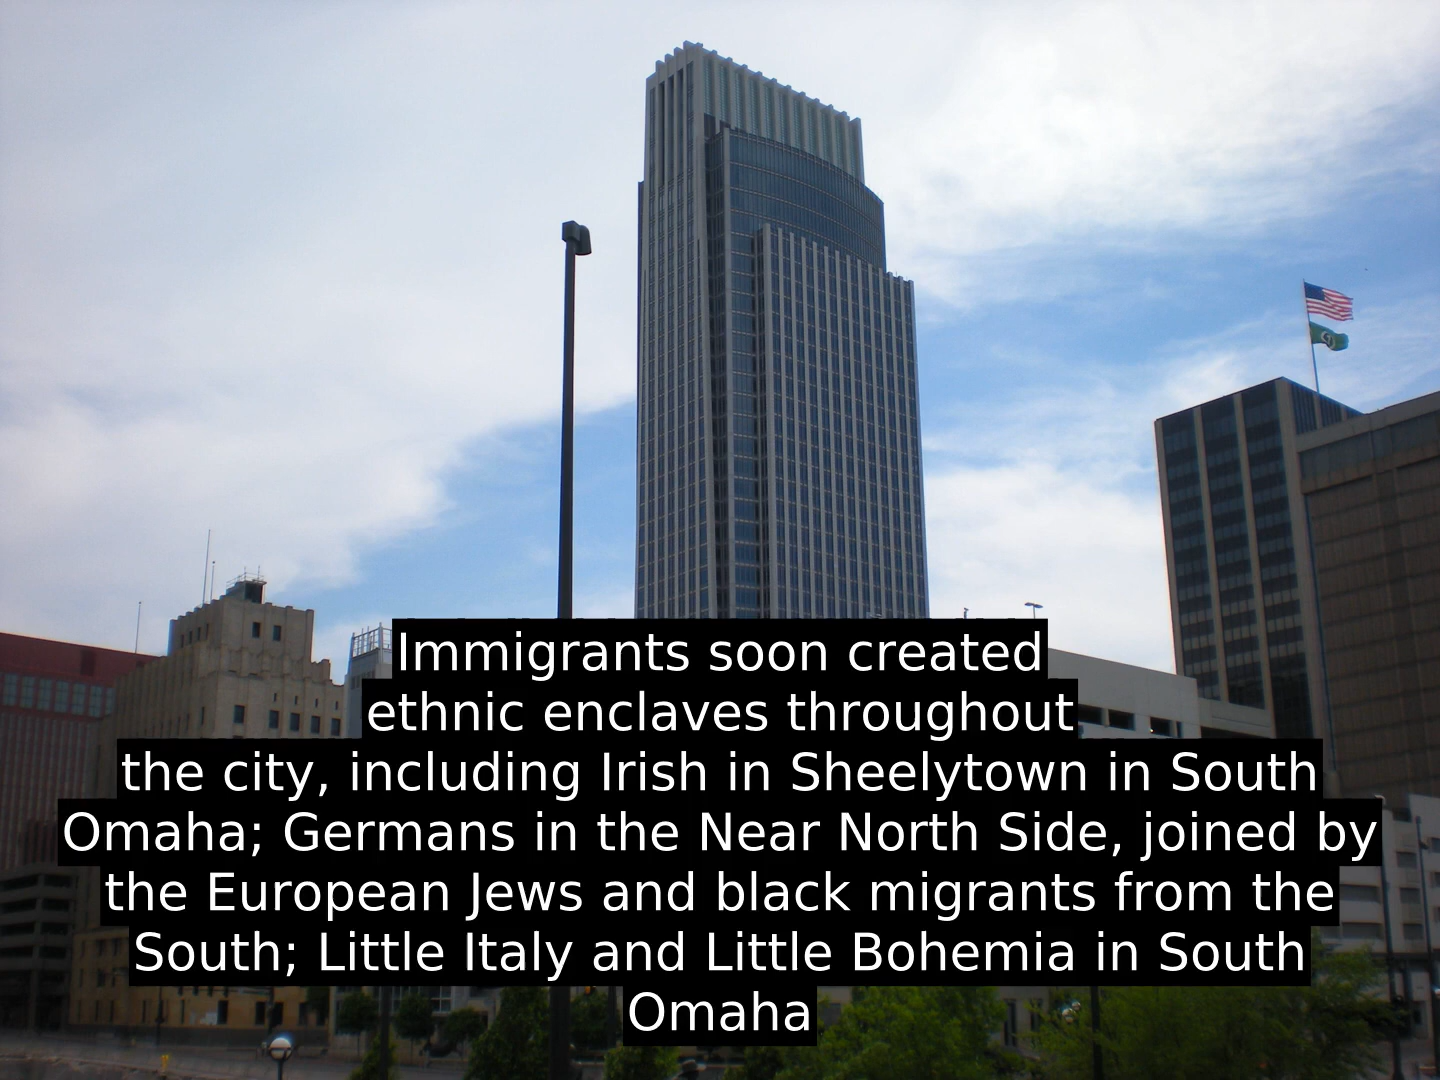 Immigrants soon created
ethnic enclaves throughout
the city, including Irish in Sheelytown in South
Omaha; Germans in the Near North Side, joined by
the European Jews and black migrants from the
South; Little Italy and Little Bohemia in South
Omaha